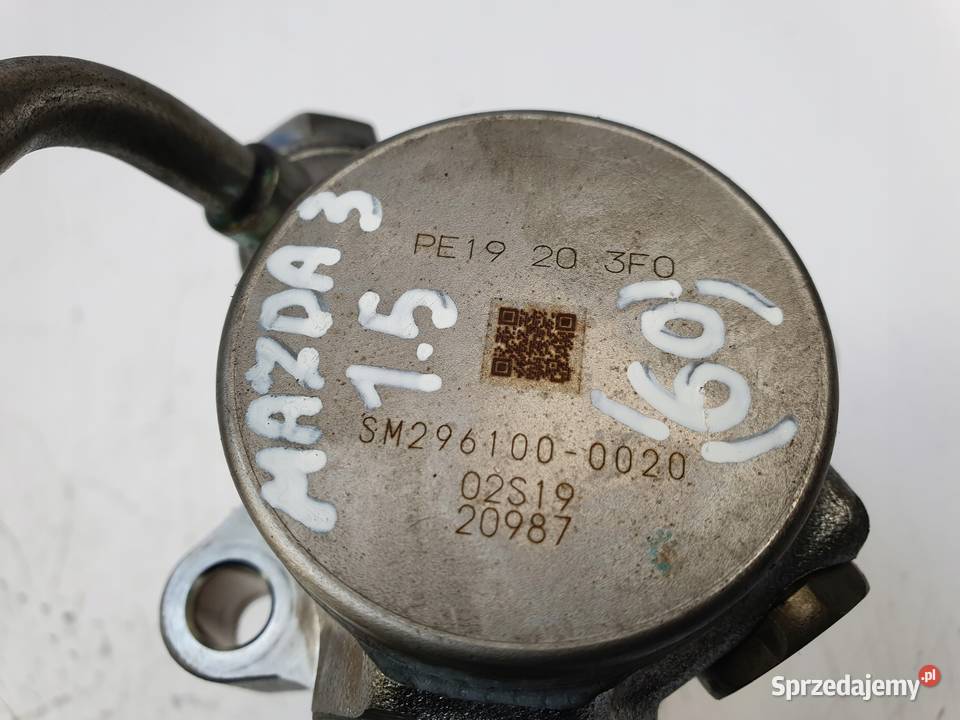 PE19 20 3F0
MAZDA 3
1.5
(60)
SM296100-0020
02S19
20987
Sprzedajemy.pl